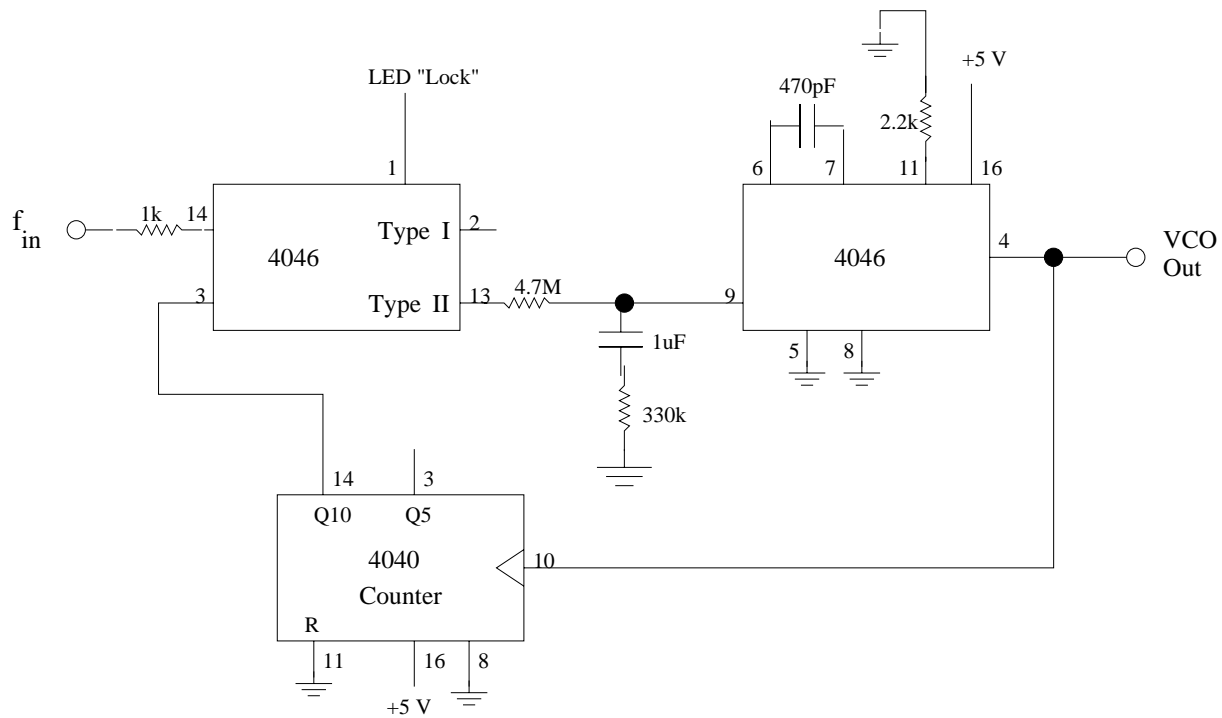 +5 V
LED "Lock"
470pF
2.2k
1
6
7
11
16
f
in
1k
14
Type I
2
4046
4046
4
VCO
Out
3
Type II
13
4.7M
9
1uF
5
8
330k
14
3
Q10
Q5
4040
10
Counter
R
11
16
8
+5 V